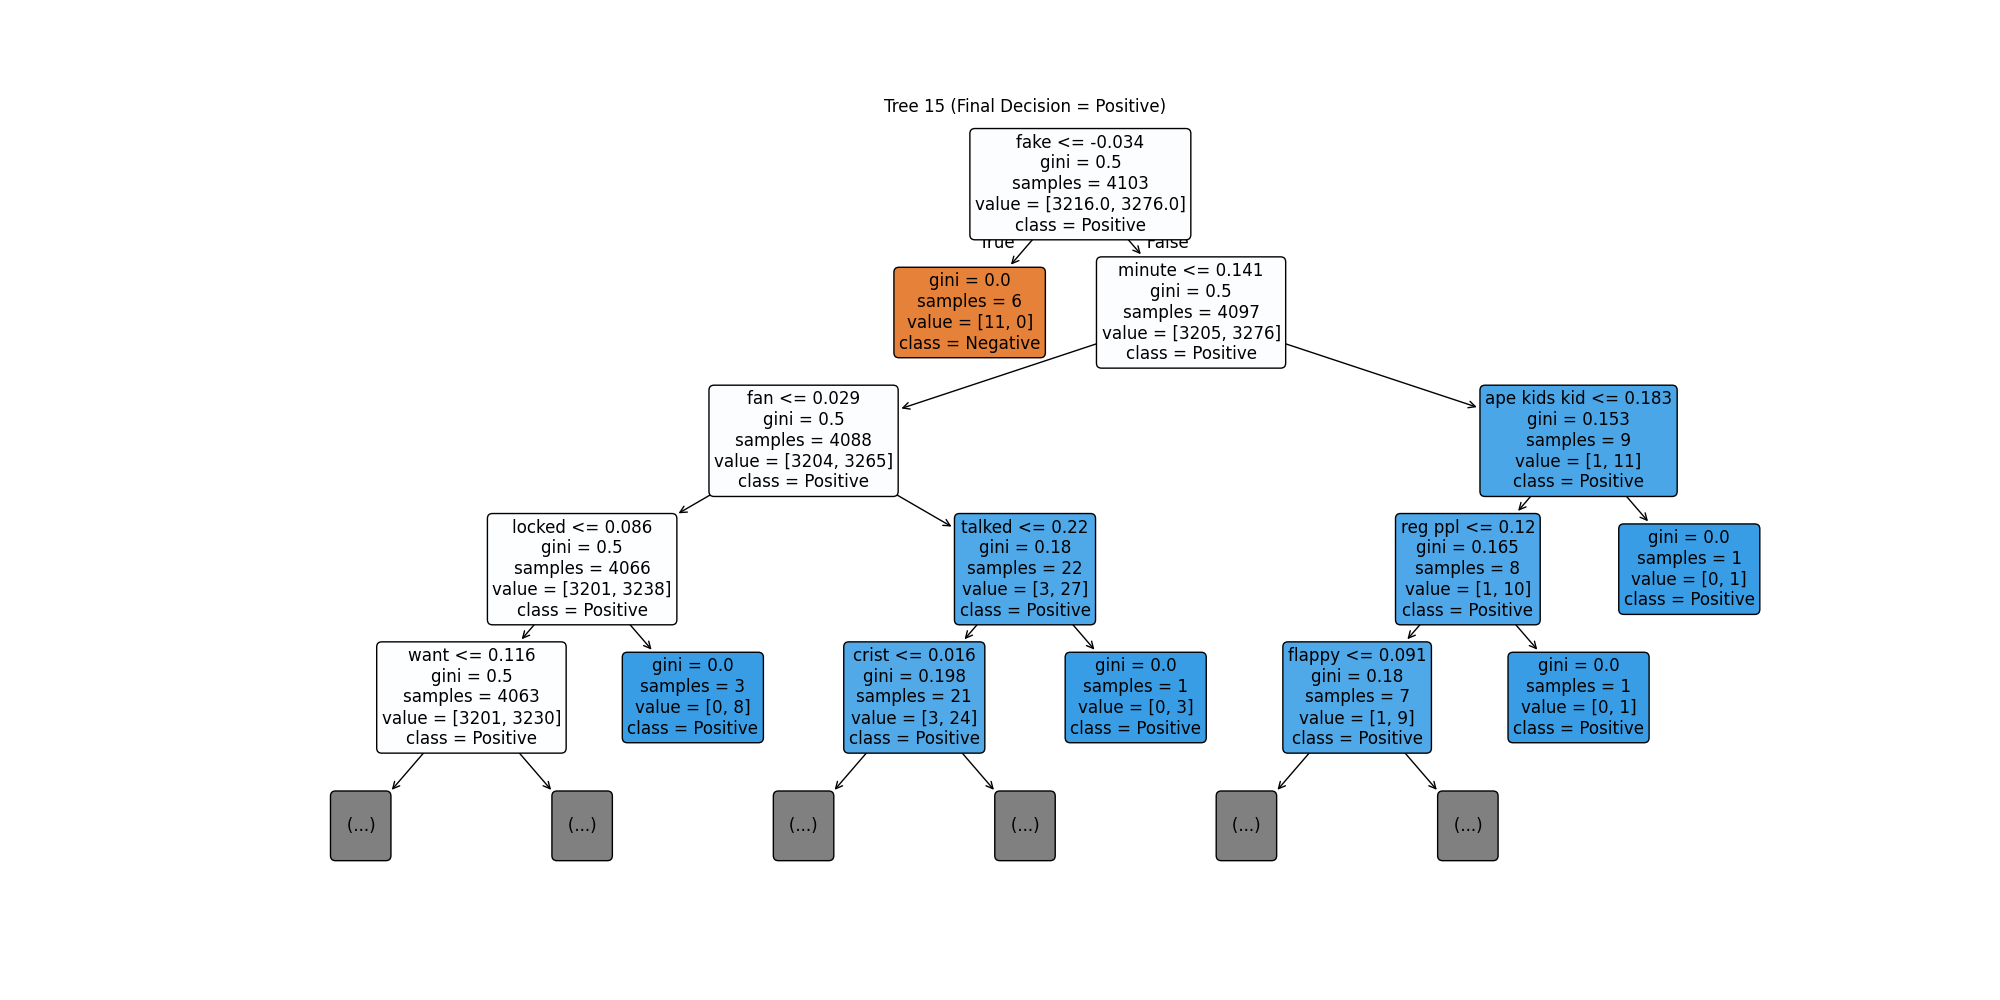 Tree 15 (Final Decision = Positive)
fake <= -0.034
gini = 0.5
samples = 4103
value = [3216.0, 3276.0]
class = Positive
True
False
gini = 0.0
samples = 6
value = [11, 0]
class = Negative
minute <= 0.141
gini = 0.5
samples = 4097
value = [3205, 3276]
class = Positive
fan <= 0.029
gini = 0.5
samples = 4088
value = [3204, 3265]
class = Positive
ape kids kid <= 0.183
gini = 0.153
samples = 9
value = [1, 11]
class = Positive
locked <= 0.086
gini = 0.5
samples = 4066
value = [3201, 3238]
class = Positive
talked <= 0.22
gini = 0.18
samples = 22
value = [3, 27]
class = Positive
reg ppl <= 0.12
gini = 0.165
samples = 8
value = [1, 10]
class = Positive
gini = 0.0
samples = 1
value = [0, 1]
class = Positive
want <= 0.116
gini = 0.5
samples = 4063
value = [3201, 3230]
class = Positive
gini = 0.0
samples = 3
value = [0, 8]
class = Positive
crist <= 0.016
gini = 0.198
samples = 21
value = [3, 24]
class = Positive
gini = 0.0
samples = 1
value = [0, 3]
class = Positive
flappy <= 0.091
gini = 0.18
samples = 7
value = [1, 9]
class = Positive
gini = 0.0
samples = 1
value = [0, 1]
class = Positive
(...)
(...)
(...)
(...)
(...)
(...)